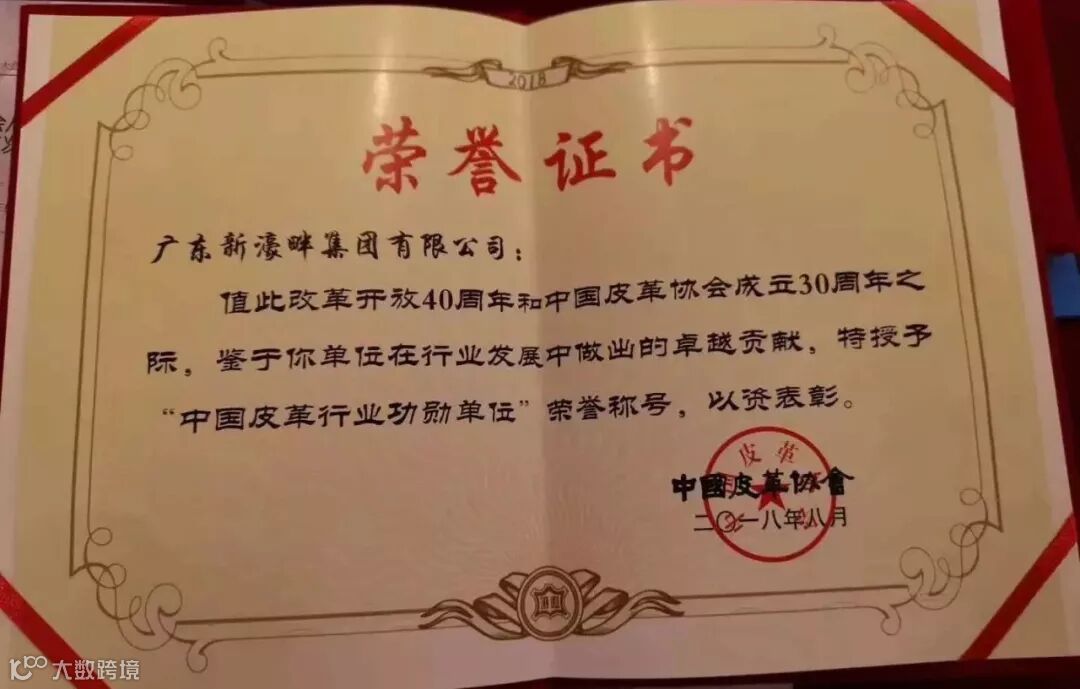 2018
荣誉证书
广东新濠畔集团有限公司：
值此改革开放40周年和中国皮革协会成立30周年之
际，鉴于你单位在行业发展中做出的卓越贡献，特授予
“中国皮革行业功勋单位”荣誉称号，以资表彰。
皮革
中國皮革协會
二〇一八年八月
大数跨境